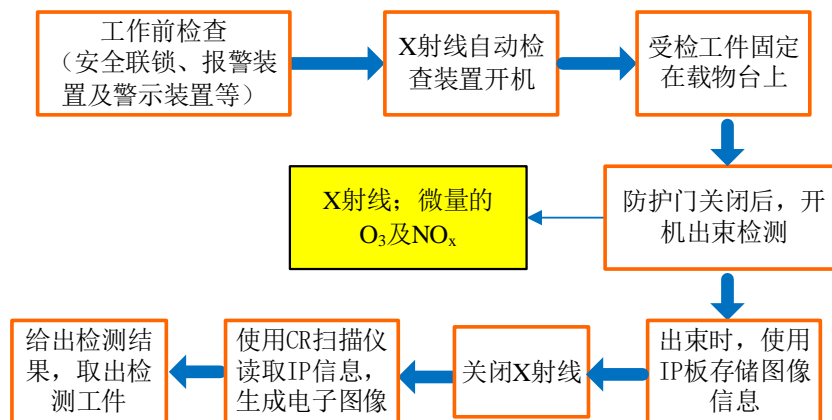 工作前检查
（安全联锁、报警装
置及警示装置等）
X射线自动检
查装置开机
受检工件固定
在载物台上
防护门关闭后，开
机出束检测
X射线；微量的
O₃及NOₓ
出束时，使用
IP板存储图像
信息
关闭X射线
使用CR扫描仪
读取IP信息，
生成电子图像
给出检测结
果，取出检
测工件